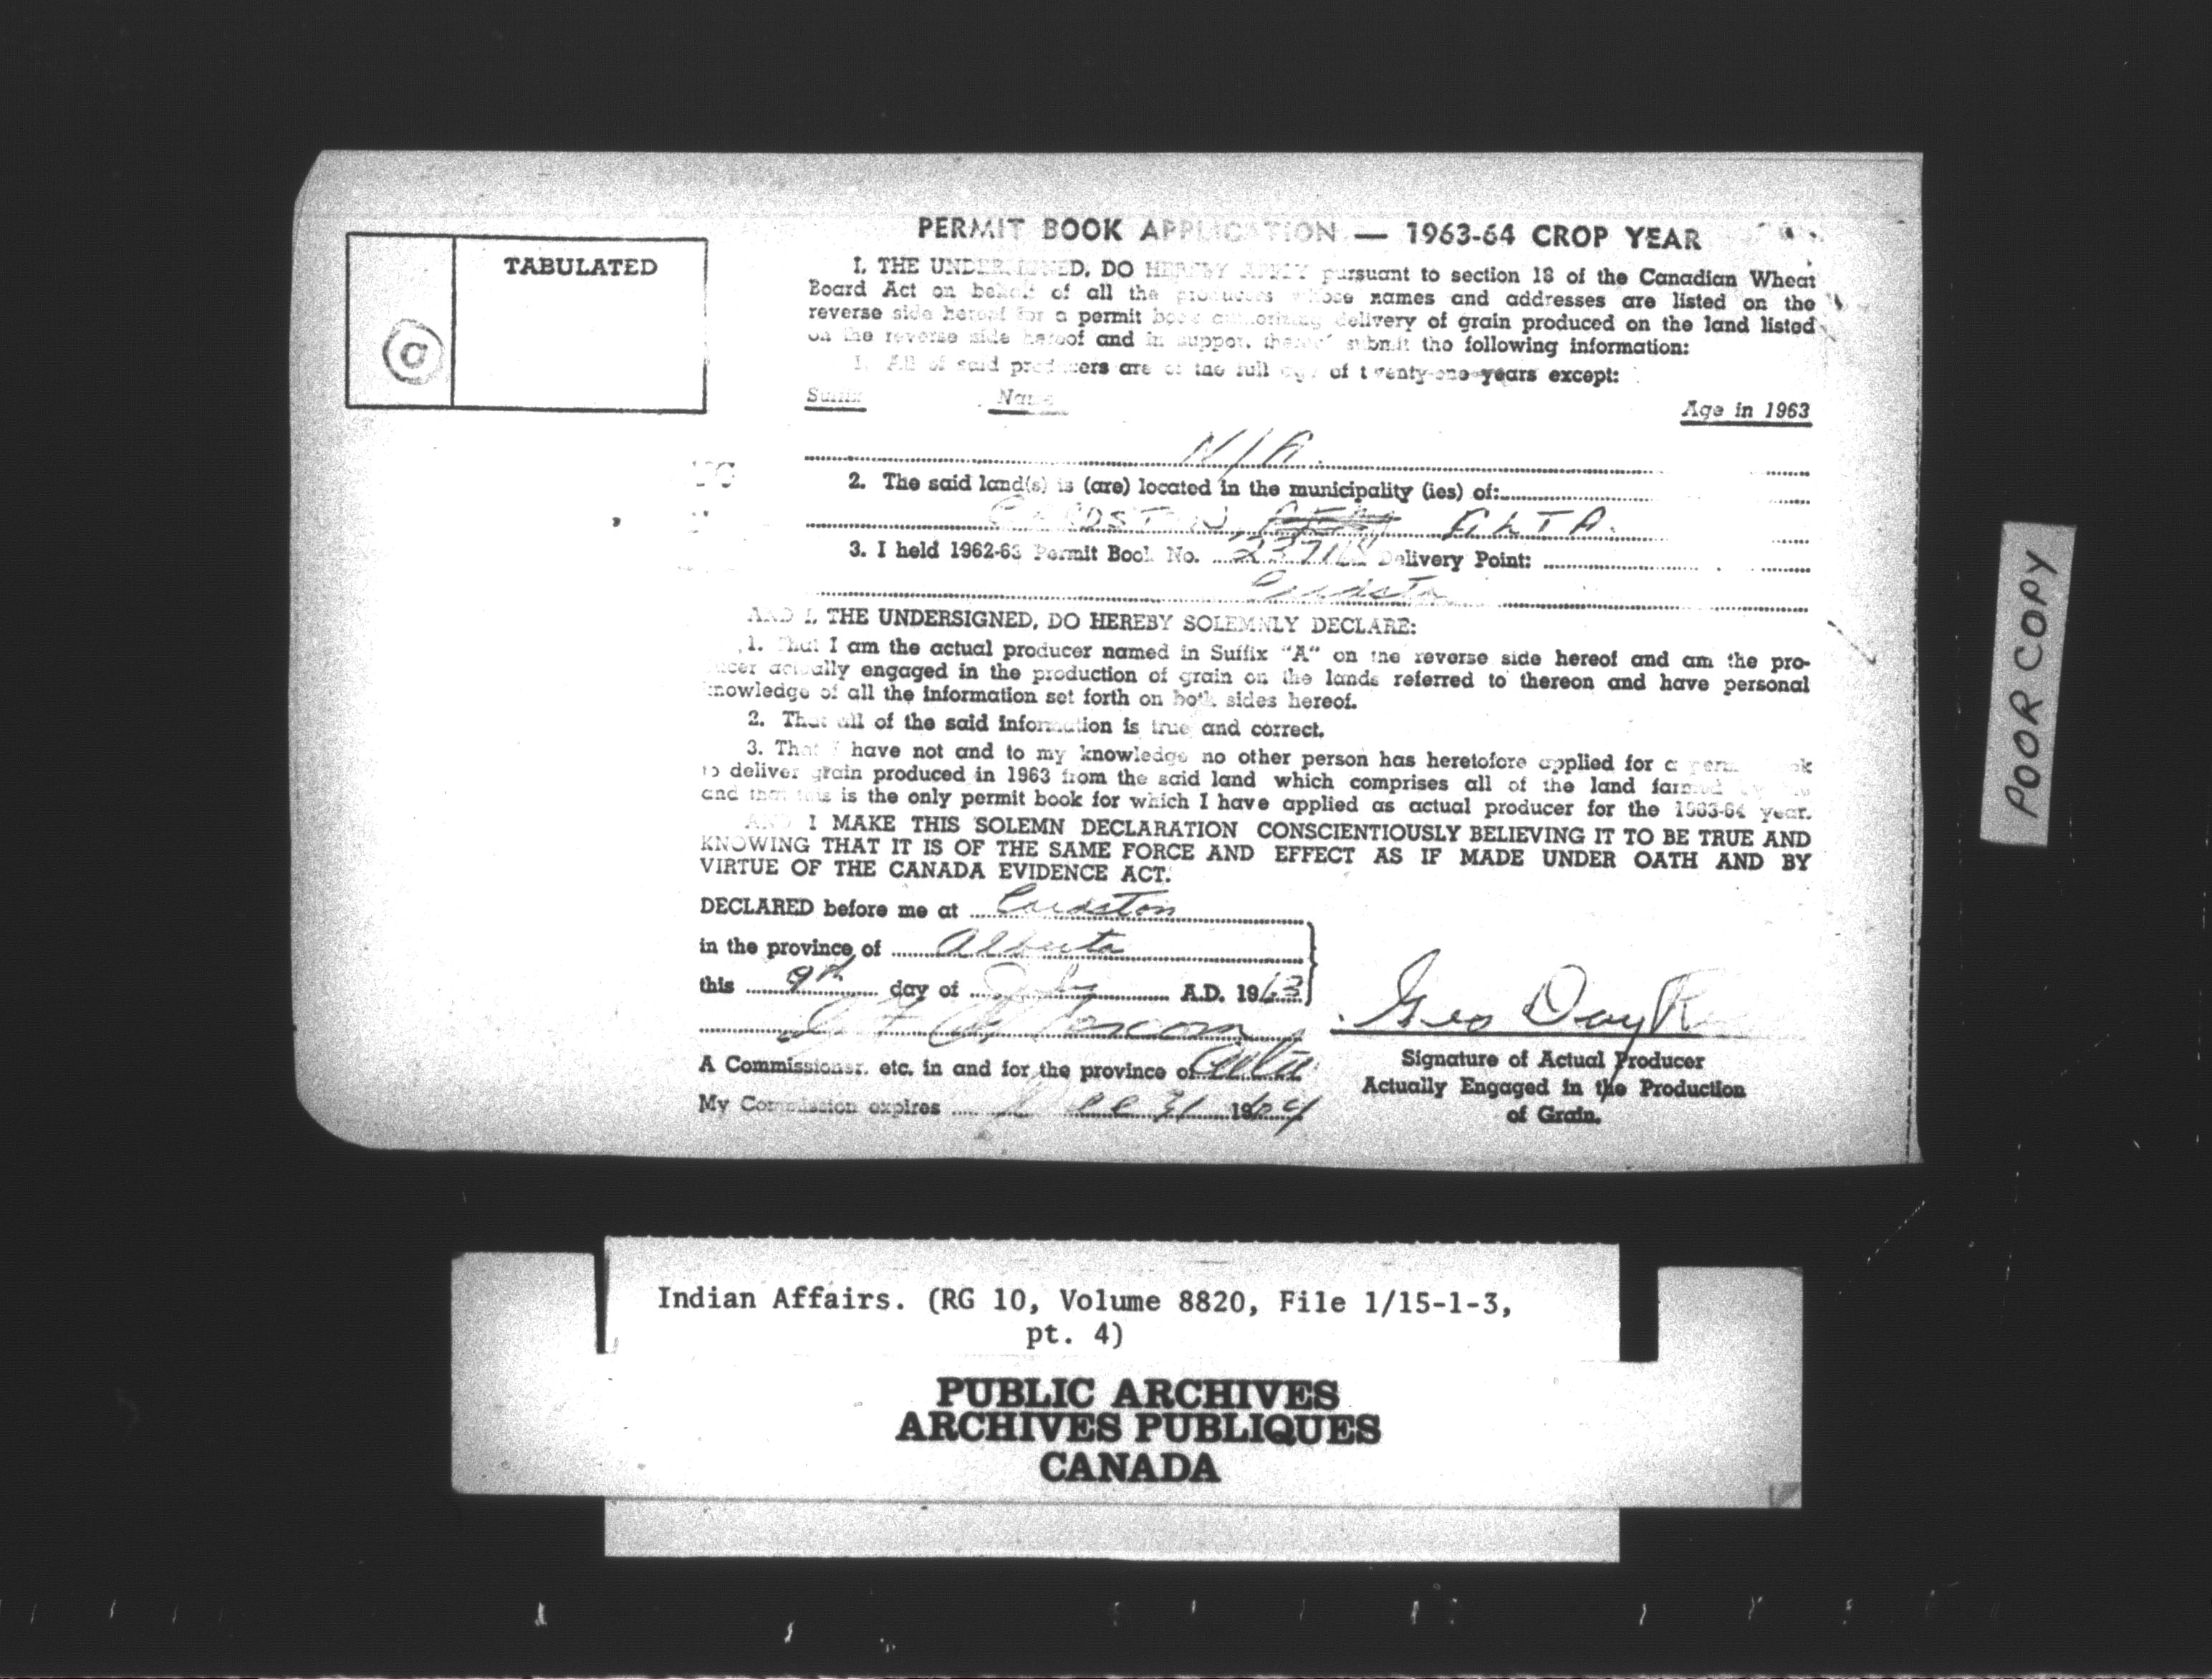 PERMIT BOOK APPLICATION — 1963-64 CROP YEAR
TABULATED
I, THE UNDERSIGNED, DO HEREBY APPLY pursuant to section 18 of the Canadian Wheat
Board Act on behalf of all the producers whose names and addresses are listed on the
reverse side hereof for a permit book authorizing delivery of grain produced on the land listed
on the reverse side hereof and in support thereof submit the following information:
1. All of said producers are of the full age of twenty-one years except:
Suffix Name Age in 1963
N/A.
2. The said land(s) is (are) located in the municipality (ies) of:
CARDSTON, ALTA.
3. I held 1962-63 Permit Book No. Delivery Point:
Cardston
AND I, THE UNDERSIGNED, DO HEREBY SOLEMNLY DECLARE:
1. That I am the actual producer named in Suffix "A" on the reverse side hereof and am the pro-
ducer actually engaged in the production of grain on the lands referred to thereon and have personal
knowledge of all the information set forth on both sides hereof.
2. That all of the said information is true and correct.
3. That I have not and to my knowledge no other person has heretofore applied for a permit book
to deliver grain produced in 1963 from the said land which comprises all of the land farmed by me
and that this is the only permit book for which I have applied as actual producer for the 1963-64 year.
AND I MAKE THIS SOLEMN DECLARATION CONSCIENTIOUSLY BELIEVING IT TO BE TRUE AND
KNOWING THAT IT IS OF THE SAME FORCE AND EFFECT AS IF MADE UNDER OATH AND BY
VIRTUE OF THE CANADA EVIDENCE ACT.
DECLARED before me at Cardston
in the province of Alberta
this 9th day of July A.D. 1963
Geo Day
A Commissioner, etc. in and for the province of Alta
My Commission expires Dec 31 1964
Signature of Actual Producer
Actually Engaged in the Production
of Grain.
POOR COPY
Indian Affairs. (RG 10, Volume 8820, File 1/15-1-3,
pt. 4)
PUBLIC ARCHIVES
ARCHIVES PUBLIQUES
CANADA